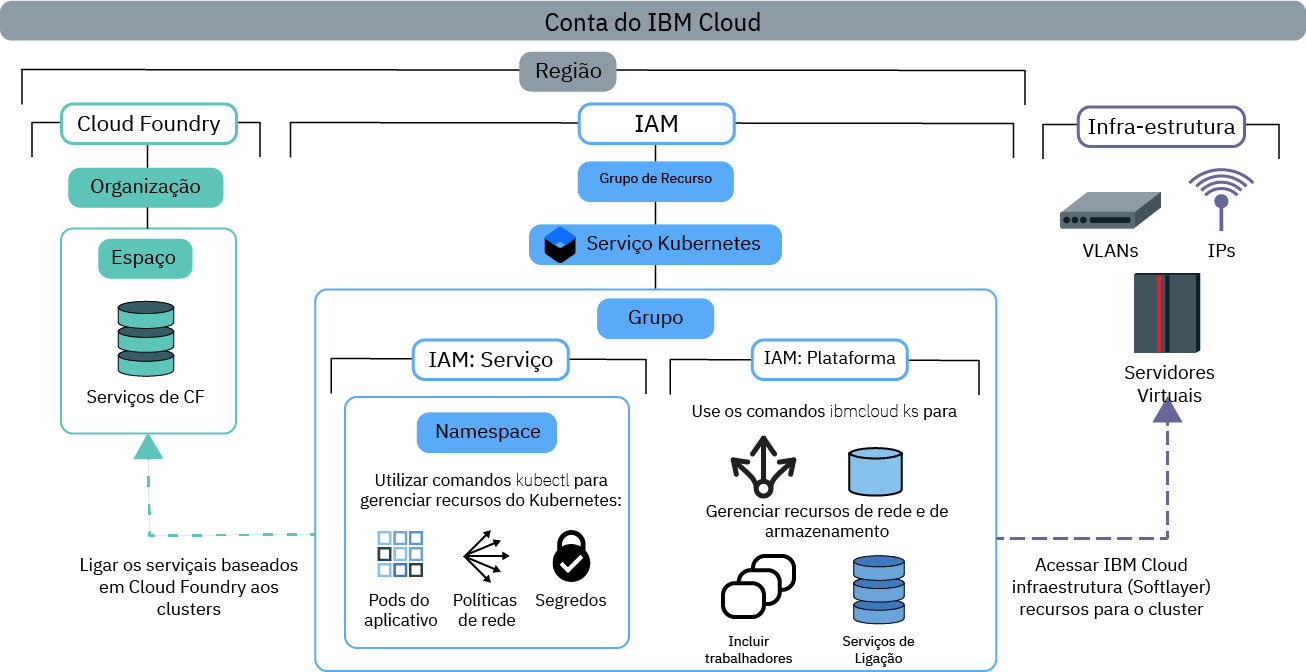 Conta do IBM Cloud
Região
Cloud Foundry
IAM
Infra-estrutura
Organização
Grupo de Recurso
Espaço
Serviço Kubernetes
VLANs
IPs
Grupo
Serviços de CF
IAM: Serviço
IAM: Plataforma
Servidores
Virtuais
Namespace
Use os comandos ibmcloud ks para
Utilizar comandos kubectl para
gerenciar recursos do Kubernetes:
Gerenciar recursos de rede e de
armazenamento
Ligar os serviçais baseados
em Cloud Foundry aos
clusters
Pods do
aplicativo
Políticas
de rede
Segredos
Incluir
trabalhadores
Serviços de
Ligação
Acessar IBM Cloud
infraestrutura (Softlayer)
recursos para o cluster